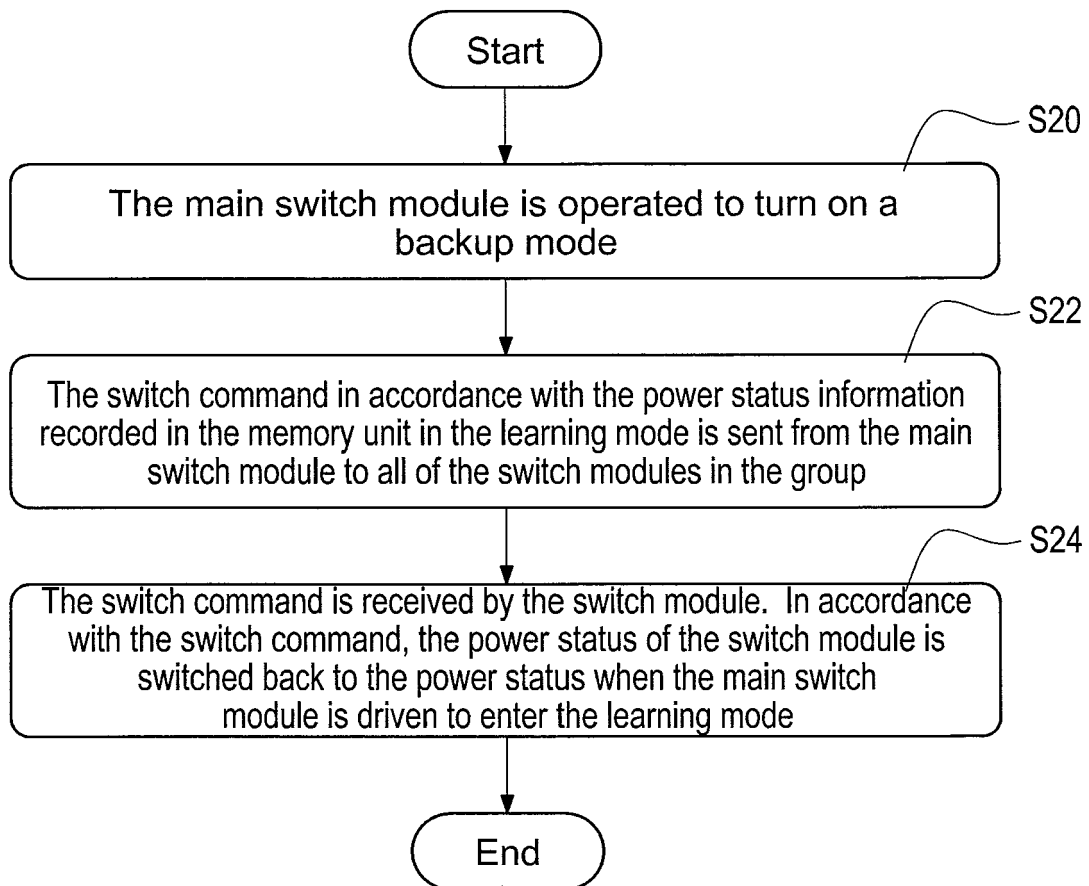 Start
S20
The main switch module is operated to turn on a
backup mode
S22
The switch command in accordance with the power status information
recorded in the memory unit in the learning mode is sent from the main
switch module to all of the switch modules in the group
S24
The switch command is received by the switch module. In accordance
with the switch command, the power status of the switch module is
switched back to the power status when the main switch
module is driven to enter the learning mode
End